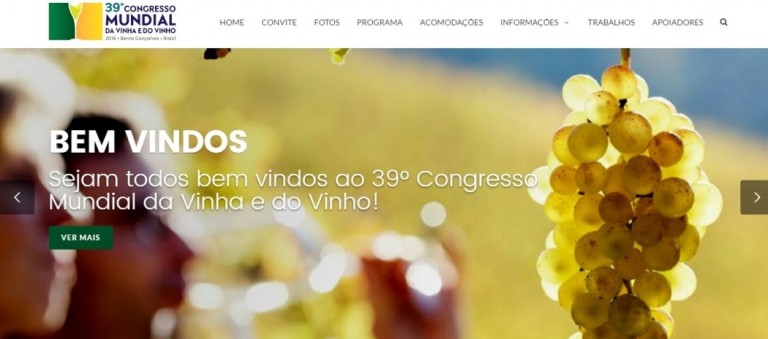 39º CONGRESSO
MUNDIAL
DA VINHA E DO VINHO
2016 • Bento Gonçalves • Brasil
HOME CONVITE FOTOS PROGRAMA ACOMODAÇÕES INFORMAÇÕES TRABALHOS APOIADORES
BEM VINDOS
Sejam todos bem vindos ao 39º Congresso
Mundial da Vinha e do Vinho!
VER MAIS